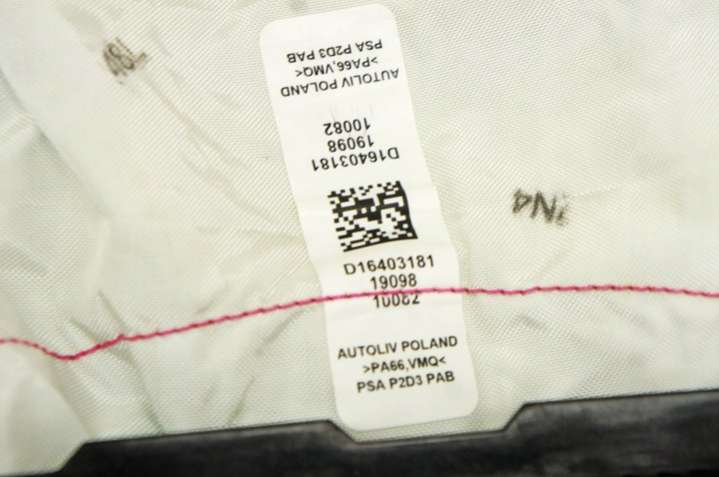 PSA P2D3 PAB
>PA66,VMQ<
AUTOLIV POLAND
10082
19098
D16403181
D16403181
19098
10082
AUTOLIV POLAND
>PA66,VMQ<
PSA P2D3 PAB